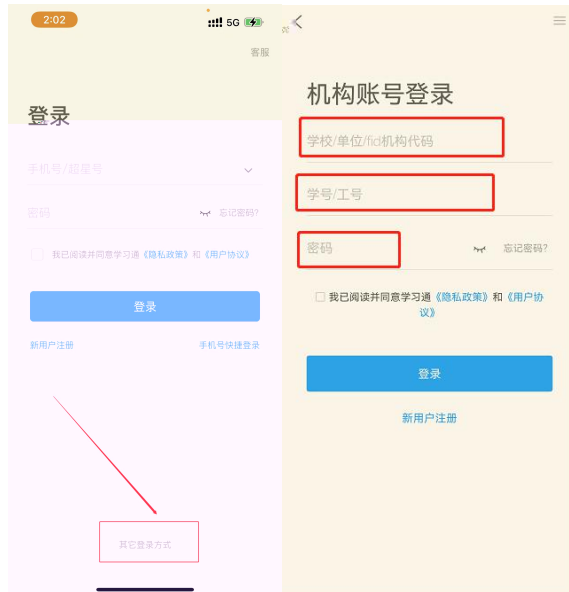 2:02
5G
客服
登录
手机号/超星号
密码
忘记密码?
我已阅读并同意学习通《隐私政策》和《用户协议》
登录
新用户注册
手机号快捷登录
其它登录方式
机构账号登录
学校/单位/fid机构代码
学号/工号
密码
忘记密码?
我已阅读并同意学习通《隐私政策》和《用户协
议》
登录
新用户注册